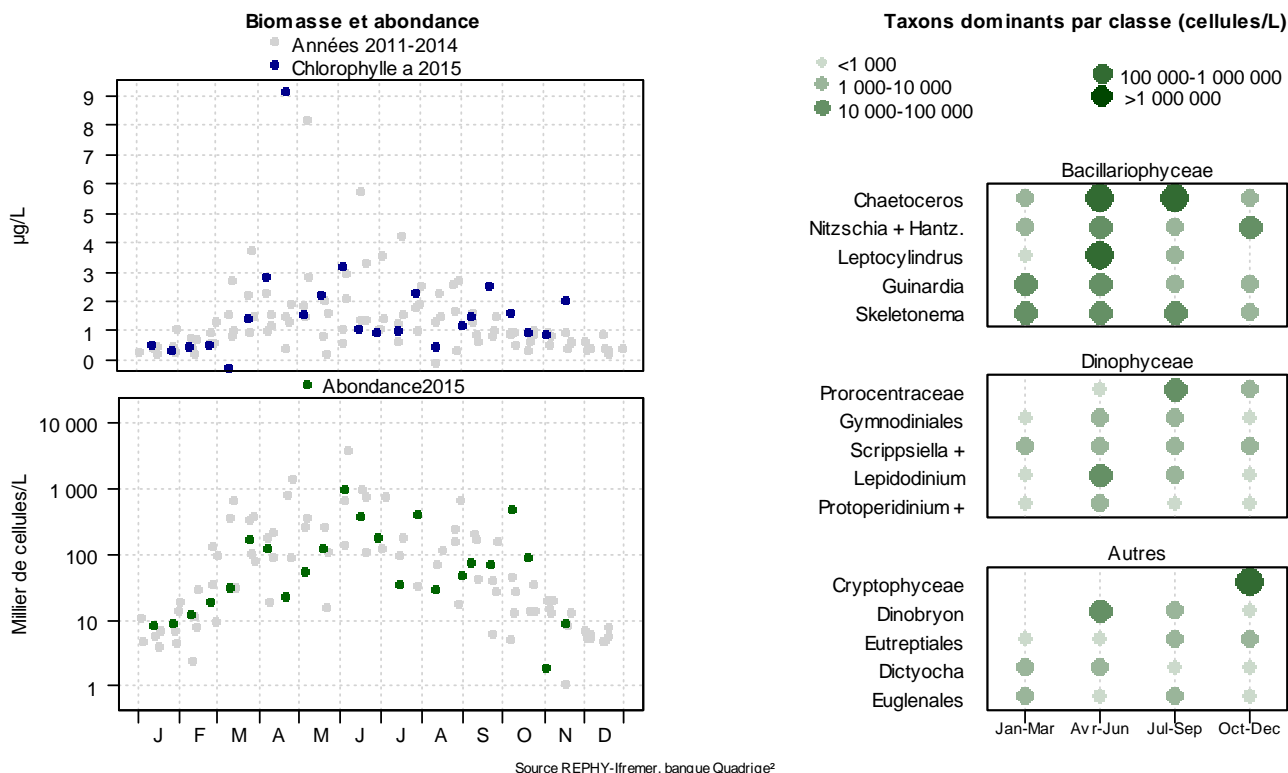 Biomasse et abondance
Années 2011-2014
Chlorophylle a 2015
9
8
7
6
5
4
3
2
1
0
µg/L
Abondance2015
10 000
1 000
100
10
1
Millier de cellules/L
J F M A M J J A S O N D
Taxons dominants par classe (cellules/L)
<1 000
1 000-10 000
10 000-100 000
100 000-1 000 000
>1 000 000
Bacillariophyceae
Chaetoceros
Nitzschia + Hantz.
Leptocylindrus
Guinardia
Skeletonema
Dinophyceae
Prorocentraceae
Gymnodiniales
Scrippsiella +
Lepidodinium
Protoperidinium +
Autres
Cryptophyceae
Dinobryon
Eutreptiales
Dictyocha
Euglenales
Jan-Mar Avr-Jun Jul-Sep Oct-Dec
Source REPHY-Ifremer, banque Quadrige²